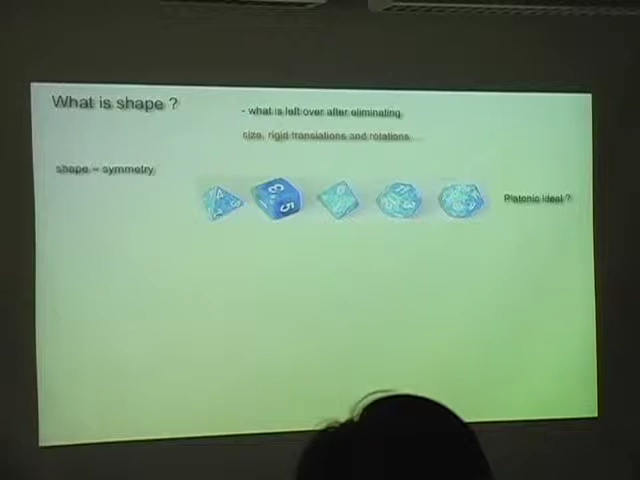 What is shape ?
- what is left over after eliminating
size, rigid translations and rotations...
shape ~ symmetry
Platonic ideal ?